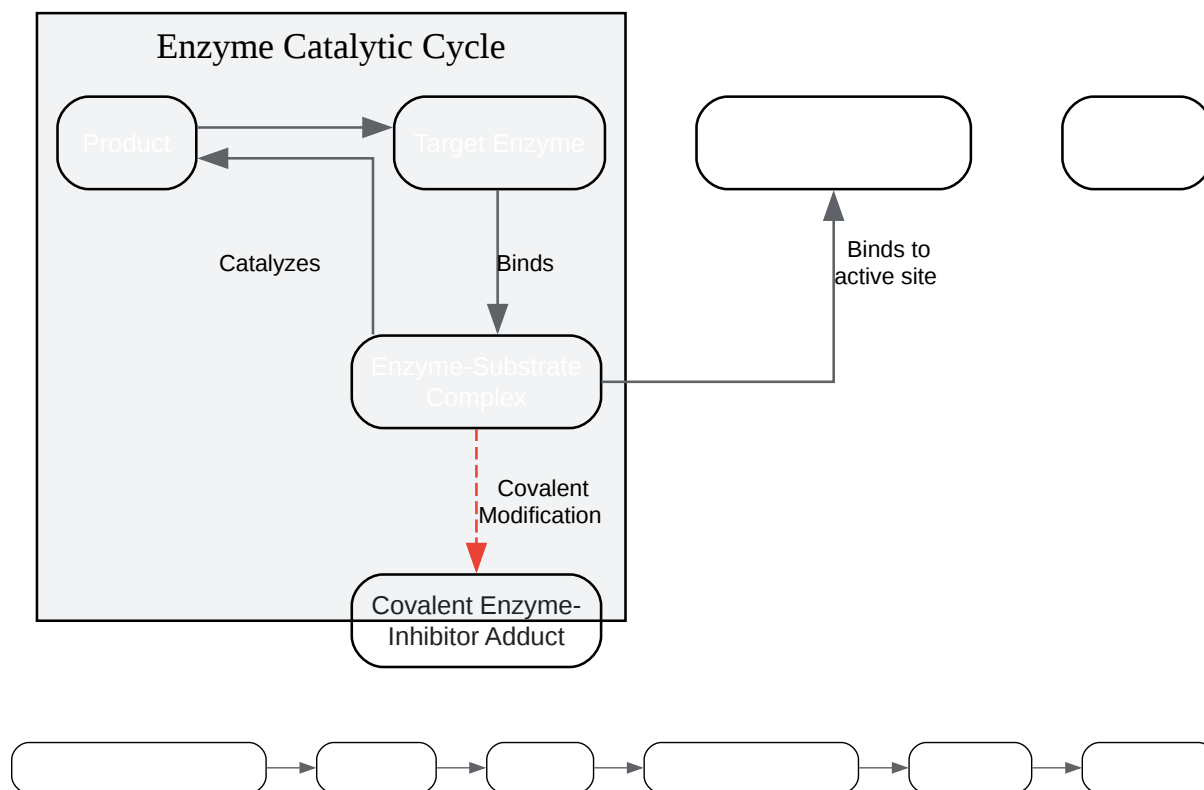 Enzyme Catalytic Cycle
Product
Target Enzyme
Catalyzes
Binds
Binds to
active site
Enzyme-Substrate
Complex
Covalent
Modification
Covalent Enzyme-
Inhibitor Adduct